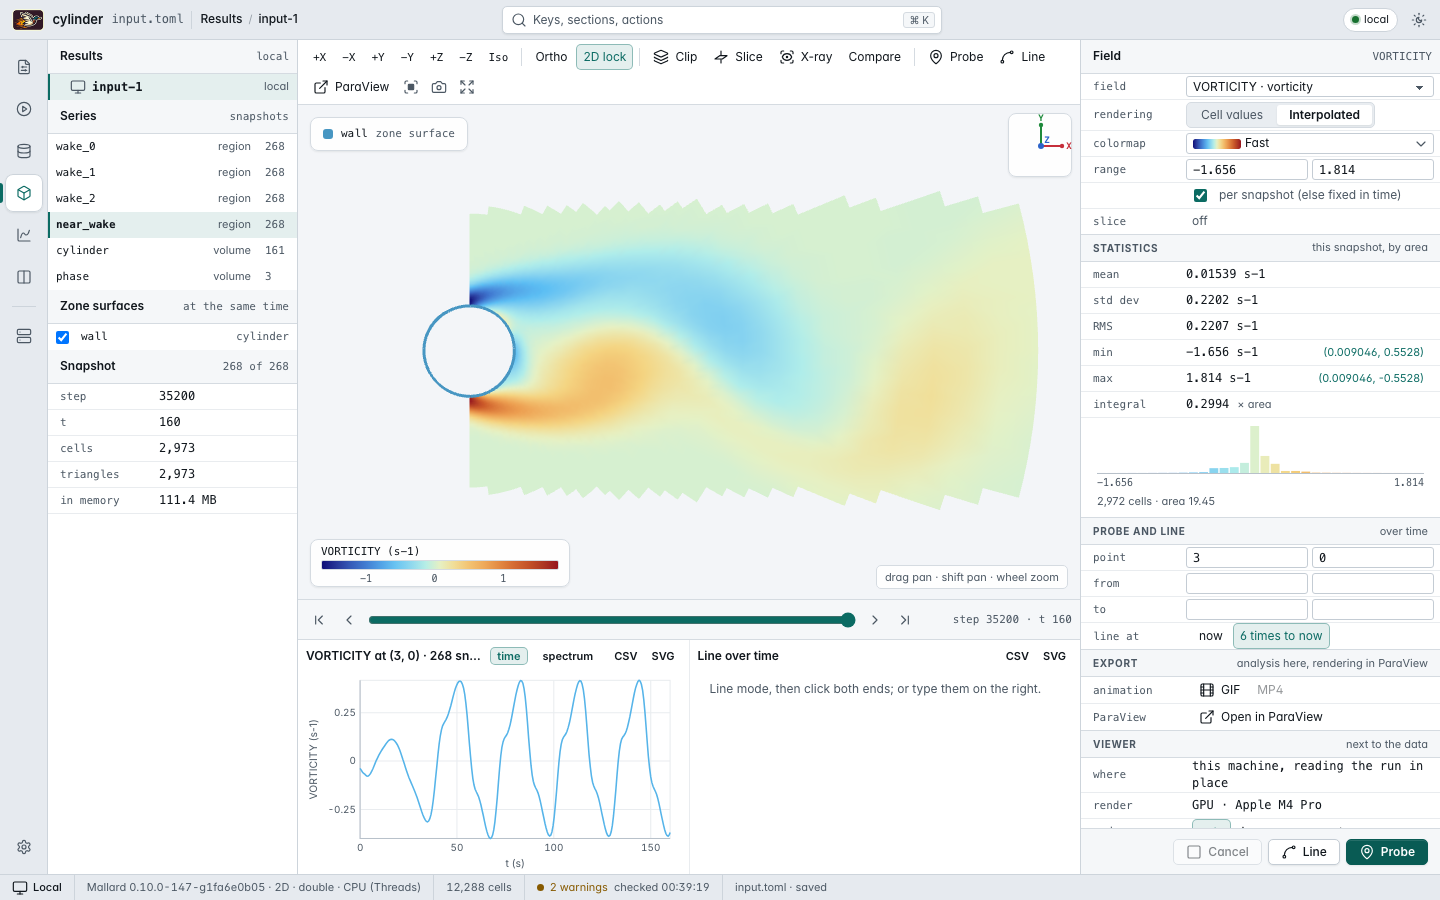 cylinder input.toml Results / input-1
Keys, sections, actions ⌘ K
local
Results local
input-1 local
Series snapshots
wake_0 region 268
wake_1 region 268
wake_2 region 268
near_wake region 268
cylinder volume 161
phase volume 3
Zone surfaces at the same time
wall cylinder
Snapshot 268 of 268
step 35200
t 160
cells 2,973
triangles 2,973
in memory 111.4 MB
+X −X +Y −Y +Z −Z Iso Ortho 2D lock Clip Slice X-ray Compare Probe Line
ParaView
wall zone surface
Y
Z
X
VORTICITY (s−1)
−1 0 1
drag pan · shift pan · wheel zoom
step 35200 · t 160
VORTICITY at (3, 0) · 268 sn... time spectrum CSV SVG
VORTICITY (s-1)
0.25
0
−0.25
0 50 100 150
t (s)
Line over time CSV SVG
Line mode, then click both ends; or type them on the right.
Field VORTICITY
field VORTICITY · vorticity
rendering Cell values Interpolated
colormap Fast
range −1.656 1.814
per snapshot (else fixed in time)
slice off
STATISTICS this snapshot, by area
mean 0.01539 s−1
std dev 0.2202 s−1
RMS 0.2207 s−1
min −1.656 s−1 (0.009046, 0.5528)
max 1.814 s−1 (0.009046, -0.5528)
integral 0.2994 × area
−1.656 1.814
2,972 cells · area 19.45
PROBE AND LINE over time
point 3 0
from
to
line at now 6 times to now
EXPORT analysis here, rendering in ParaView
animation GIF MP4
ParaView Open in ParaView
VIEWER next to the data
where this machine, reading the run in
place
render GPU · Apple M4 Pro
Cancel Line Probe
Local Mallard 0.10.0-147-g1fa6e0b05 · 2D · double · CPU (Threads) 12,288 cells 2 warnings checked 00:39:19 input.toml · saved